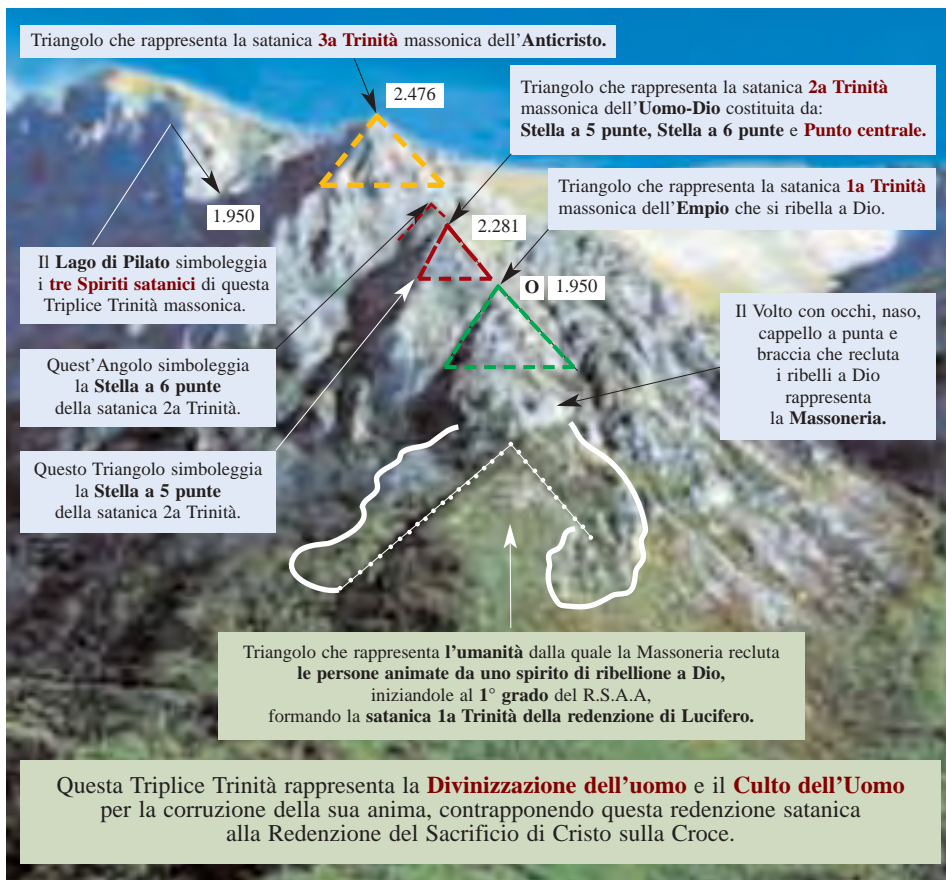 Triangolo che rappresenta la satanica 3a Trinità massonica dell'Anticristo.
2.476
Triangolo che rappresenta la satanica 2a Trinità
massonica dell'Uomo-Dio costituita da:
Stella a 5 punte, Stella a 6 punte e Punto centrale.
1.950
Triangolo che rappresenta la satanica 1a Trinità
massonica dell'Empio che si ribella a Dio.
2.281
Il Lago di Pilato simboleggia
i tre Spiriti satanici di questa
Triplice Trinità massonica.
O 1.950
Il Volto con occhi, naso,
cappello a punta e
braccia che recluta
i ribelli a Dio
rappresenta
la Massoneria.
Quest'Angolo simboleggia
la Stella a 6 punte
della satanica 2a Trinità.
Questo Triangolo simboleggia
la Stella a 5 punte
della satanica 2a Trinità.
Triangolo che rappresenta l'umanità dalla quale la Massoneria recluta
le persone animate da uno spirito di ribellione a Dio,
iniziandole al 1° grado del R.S.A.A,
formando la satanica 1a Trinità della redenzione di Lucifero.
Questa Triplice Trinità rappresenta la Divinizzazione dell'uomo e il Culto dell'Uomo
per la corruzione della sua anima, contrapponendo questa redenzione satanica
alla Redenzione del Sacrificio di Cristo sulla Croce.